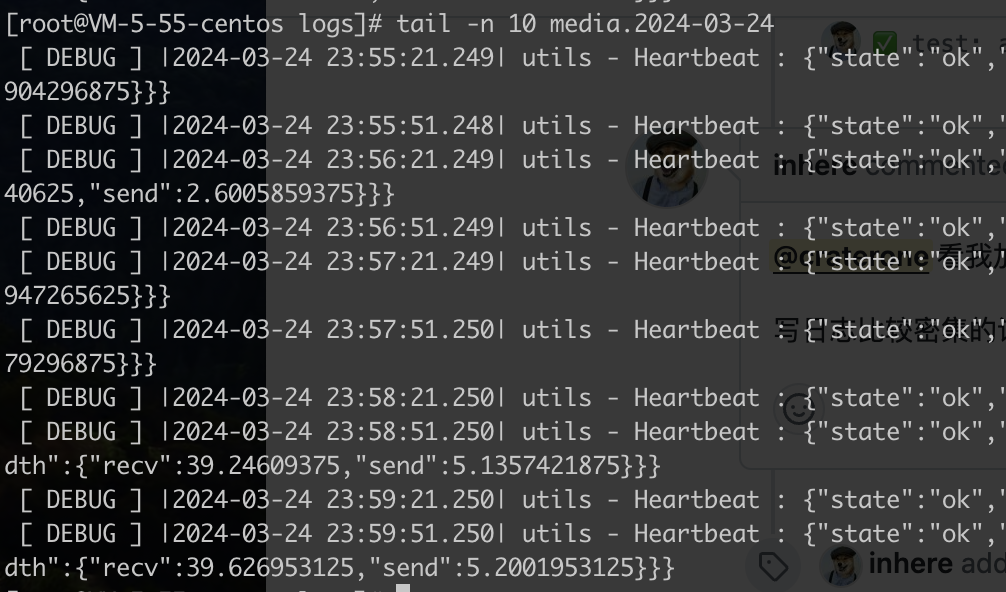 [root@VM-5-55-centos logs]# tail -n 10 media.2024-03-24
test:
[ DEBUG ] |2024-03-24 23:55:21.249| utils - Heartbeat : {"state":"ok","
904296875}}}
[ DEBUG ] |2024-03-24 23:55:51.248| utils - Heartbeat : {"state":"ok","
[ DEBUG ] |2024-03-24 23:56:21.249| utils - Heartbeat : {"state":"ok","
inhere commented
40625,"send":2.6005859375}}}
[ DEBUG ] |2024-03-24 23:56:51.249| utils - Heartbeat : {"state":"ok","
[ DEBUG ] |2024-03-24 23:57:21.249| utils - Heartbeat : {"state":"ok","
看我
947265625}}}
[ DEBUG ] |2024-03-24 23:57:51.250| utils - Heartbeat : {"state":"ok","
写日志比较密集的
79296875}}}
[ DEBUG ] |2024-03-24 23:58:21.250| utils - Heartbeat : {"state":"ok","
[ DEBUG ] |2024-03-24 23:58:51.250| utils - Heartbeat : {"state":"ok","
dth":{"recv":39.24609375,"send":5.1357421875}}}
[ DEBUG ] |2024-03-24 23:59:21.250| utils - Heartbeat : {"state":"ok","
[ DEBUG ] |2024-03-24 23:59:51.250| utils - Heartbeat : {"state":"ok","
dth":{"recv":39.626953125,"send":5.2001953125}}}
inhere add